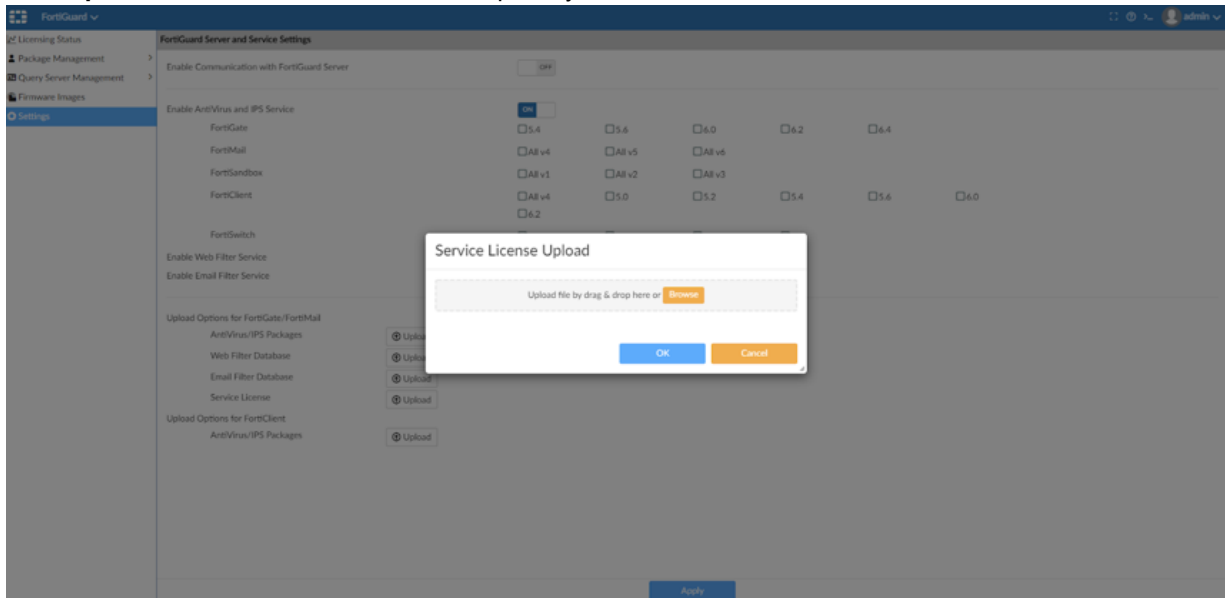 FortiGuard
admin
Licensing Status
Package Management
Query Server Management
Firmware Images
Settings
FortiGuard Server and Service Settings
Enable Communication with FortiGuard Server OFF
Enable AntiVirus and IPS Service ON
FortiGate 5.4 5.6 6.0 6.2 6.4
FortiMail All v4 All v5 All v6
FortiSandbox All v1 All v2 All v3
FortiClient All v4 5.0 5.2 5.4 5.6 6.0
6.2
FortiSwitch
Enable Web Filter Service
Enable Email Filter Service
Service License Upload
Upload file by drag & drop here or Browse
OK Cancel
Upload Options for FortiGate/FortiMail
AntiVirus/IPS Packages
Web Filter Database
Email Filter Database Upload
Service License Upload
Upload Options for FortiClient
AntiVirus/IPS Packages Upload
Apply